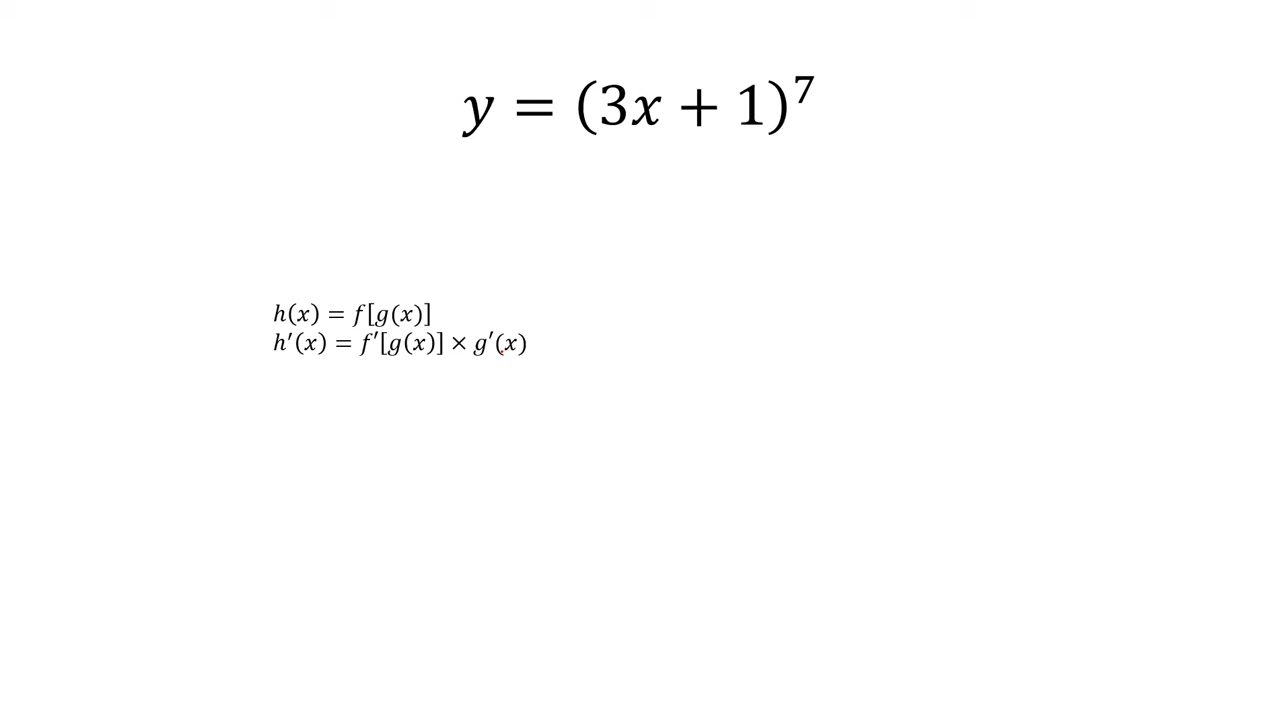 y = (3x + 1)⁷
h(x) = f[g(x)]
h′(x) = f′[g(x)] × g′(x)